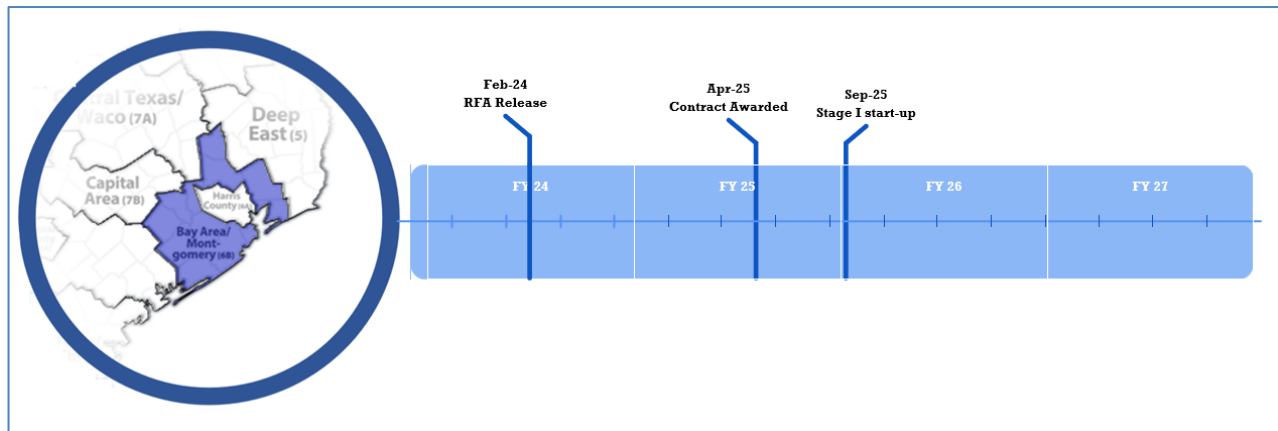 Central Texas/
Waco (7A)
Deep
East (5)
Capital
Area (7B)
Harris
County (6A)
Bay Area/
Mont-
gomery (6B)
Feb-24
RFA Release
Apr-25
Contract Awarded
Sep-25
Stage I start-up
FY 24
FY 25
FY 26
FY 27